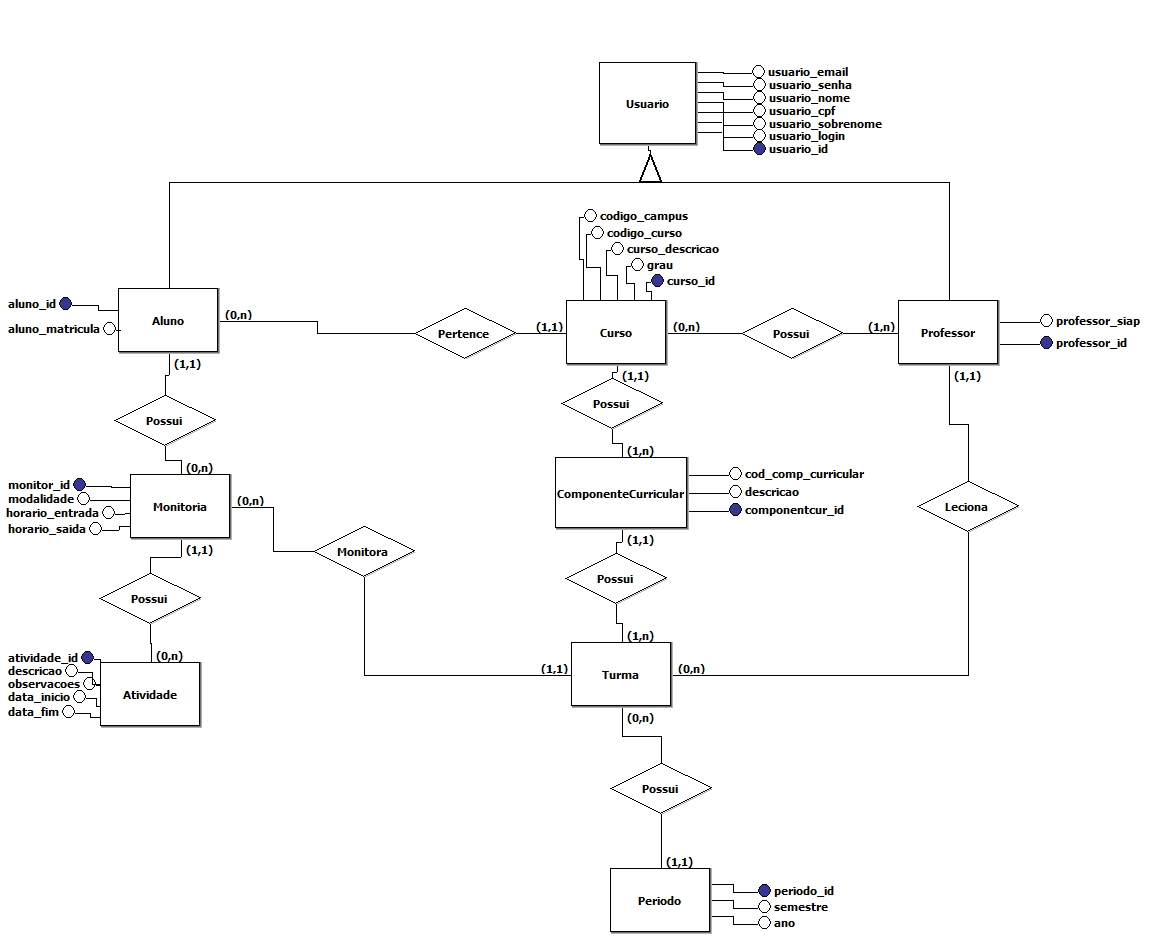 Usuario
usuario_email
usuario_senha
usuario_nome
usuario_cpf
usuario_sobrenome
usuario_login
usuario_id
codigo_campus
codigo_curso
curso_descricao
grau
curso_id
aluno_id
aluno_matricula
Aluno
(0,n)
Pertence
(1,1)
Curso
(0,n)
Possui
(1,n)
Professor
professor_siap
professor_id
(1,1)
(1,1)
(1,1)
Possui
Possui
(0,n)
(1,n)
monitor_id
modalidade
horario_entrada
horario_saida
Monitoria
(0,n)
ComponenteCurricular
cod_comp_curricular
descricao
componentcur_id
Leciona
(1,1)
Monitora
(1,1)
Possui
Possui
(0,n)
(1,n)
atividade_id
descricao
observacoes
data_inicio
data_fim
Atividade
(1,1)
Turma
(0,n)
(0,n)
Possui
(1,1)
Periodo
periodo_id
semestre
ano